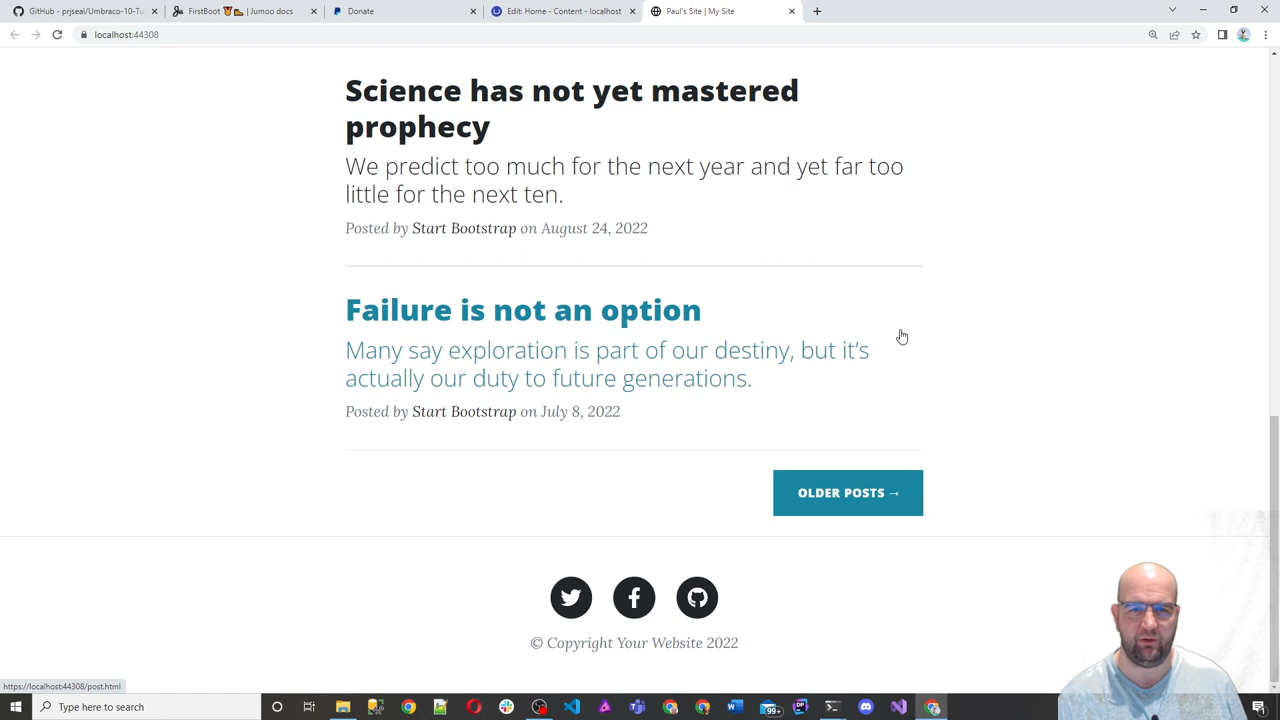 GitHub - prjseal/Umbraco-10-Tut
FirstBoot 🥇🥾 | Jumoo docs
Donate
Edit: Home - Content - localhost
Paul's Site | My Site
localhost:44308
Science has not yet mastered
prophecy
We predict too much for the next year and yet far too
little for the next ten.
Posted by Start Bootstrap on August 24, 2022
Failure is not an option
Many say exploration is part of our destiny, but it’s
actually our duty to future generations.
Posted by Start Bootstrap on July 8, 2022
OLDER POSTS →
© Copyright Your Website 2022
https://localhost:44308/post.html
Type here to search
99+